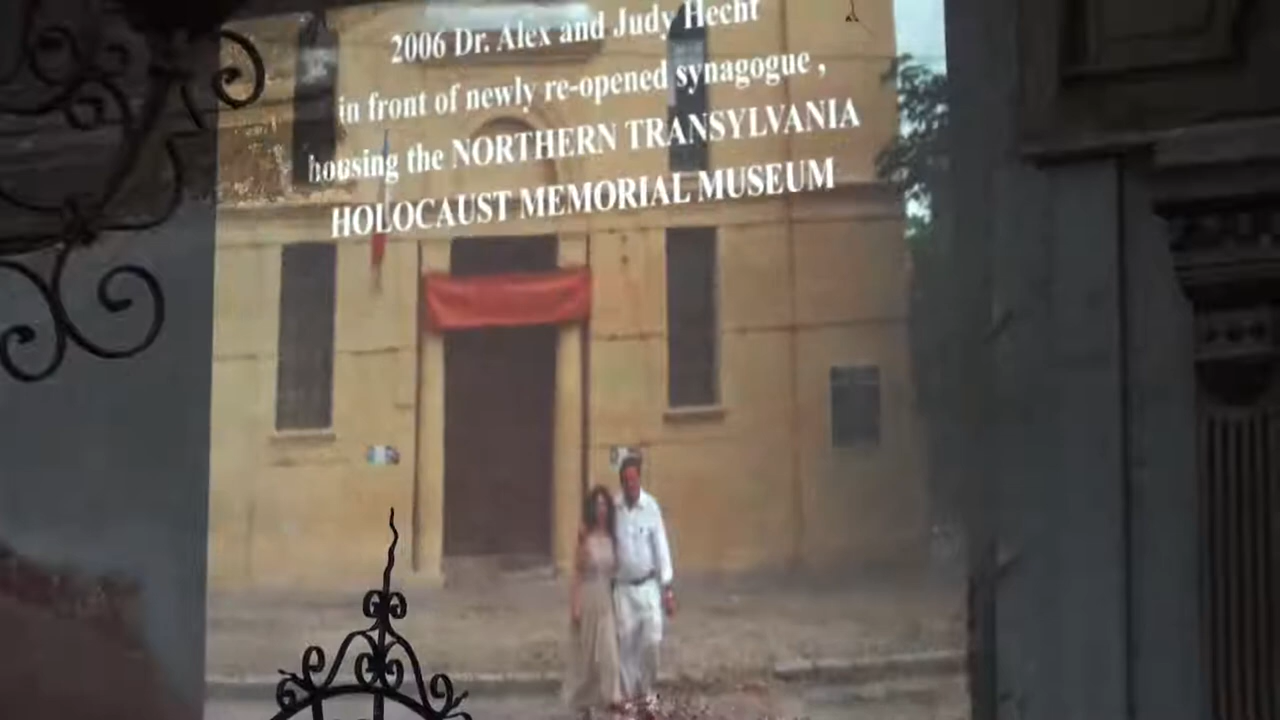 2006 Dr. Alex and Judy Hecht
in front of newly re-opened synagogue ,
housing the NORTHERN TRANSYLVANIA
HOLOCAUST MEMORIAL MUSEUM